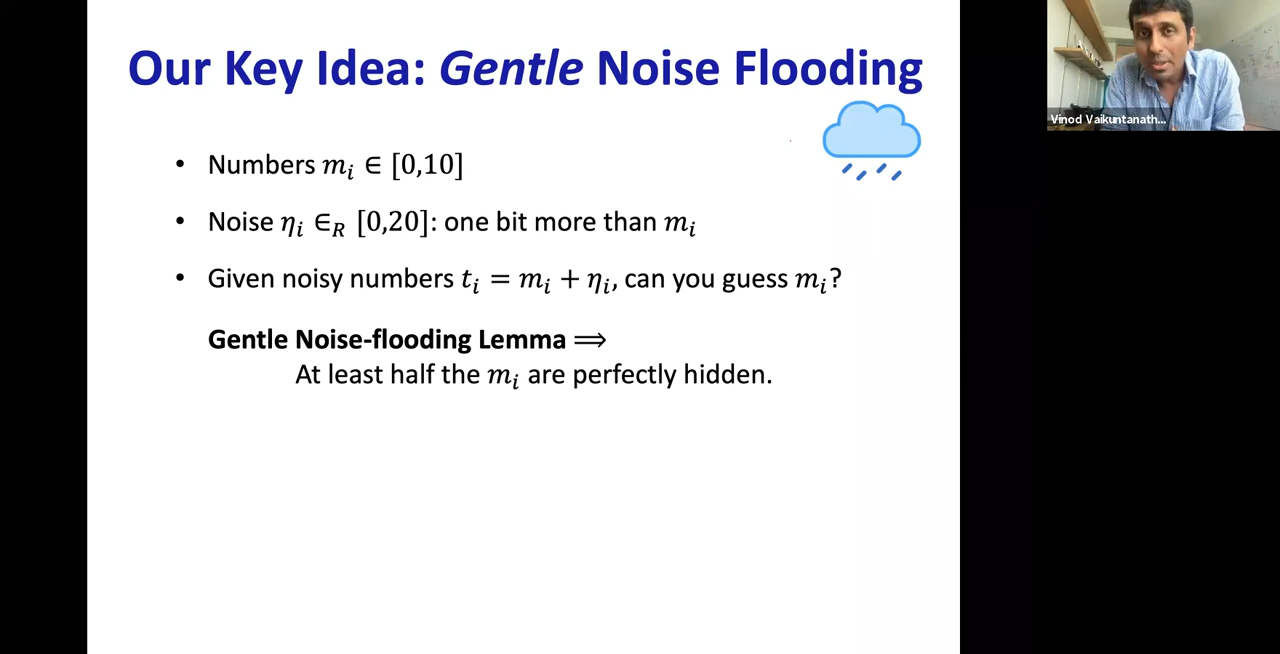 Our Key Idea: Gentle Noise Flooding
Vinod Vaikuntanath...
• Numbers mᵢ ∈ [0,10]
• Noise ηᵢ ∈_R [0,20]: one bit more than mᵢ
• Given noisy numbers tᵢ = mᵢ + ηᵢ, can you guess mᵢ?
Gentle Noise-flooding Lemma ⟹
At least half the mᵢ are perfectly hidden.